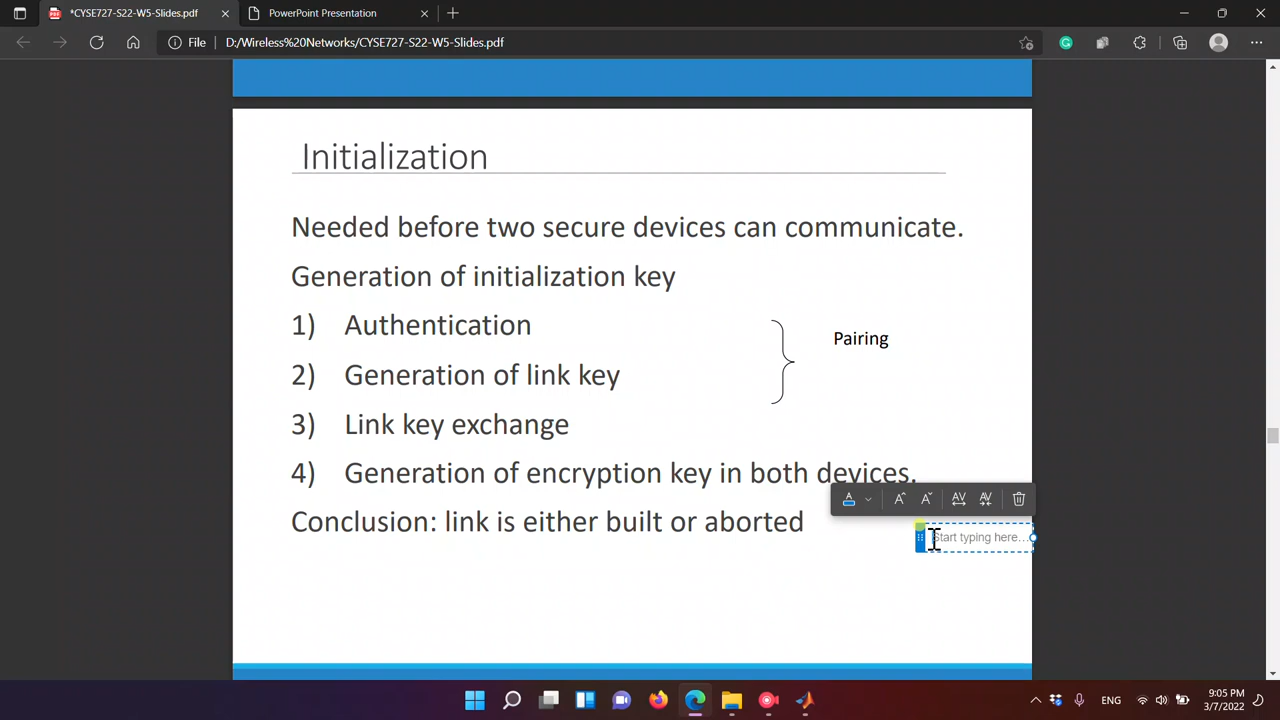 *CYSE727-S22-W5-Slides.pdf
PowerPoint Presentation
File
D:/Wireless%20Networks/CYSE727-S22-W5-Slides.pdf
Initialization
Needed before two secure devices can communicate.
Generation of initialization key
1) Authentication
Pairing
2) Generation of link key
3) Link key exchange
4) Generation of encryption key in both devices.
Conclusion: link is either built or aborted
Start typing here...
ENG
9:05 PM
3/7/2022